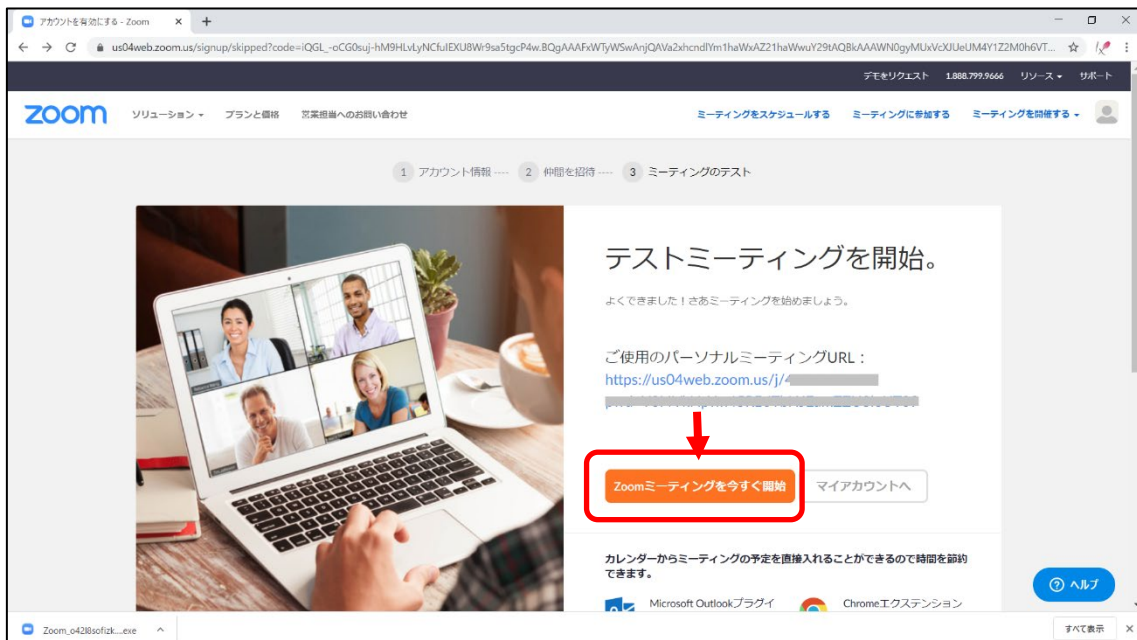 アカウントを有効にする - Zoom
us04web.zoom.us/signup/skipped?code=iQGL_-oCG0suj-hM9HLvLyNCfulEXU8Wr9sa5tgcP4w.BQgAAAFxWTyWSwAnjQAVa2xhcndlYm1haWxAZ21haWwuY29tAQBkAAAWN0gyMUxVcXJUeUM4Y1Z2M0h6VT...
デモをリクエスト 1.888.799.9666 リソース サポート
zoom ソリューション プランと価格 営業担当へのお問い合わせ ミーティングをスケジュールする ミーティングに参加する ミーティングを開催する
1 アカウント情報 ---- 2 仲間を招待 ---- 3 ミーティングのテスト
テストミーティングを開始。
よくできました！さあミーティングを始めましょう。
ご使用のパーソナルミーティングURL：
https://us04web.zoom.us/j/4
Zoomミーティングを今すぐ開始 マイアカウントへ
カレンダーからミーティングの予定を直接入れることができるので時間を節約
できます。
Microsoft Outlookプラグイ Chromeエクステンション
ヘルプ
Zoom_o42l8sofizk....exe すべて表示